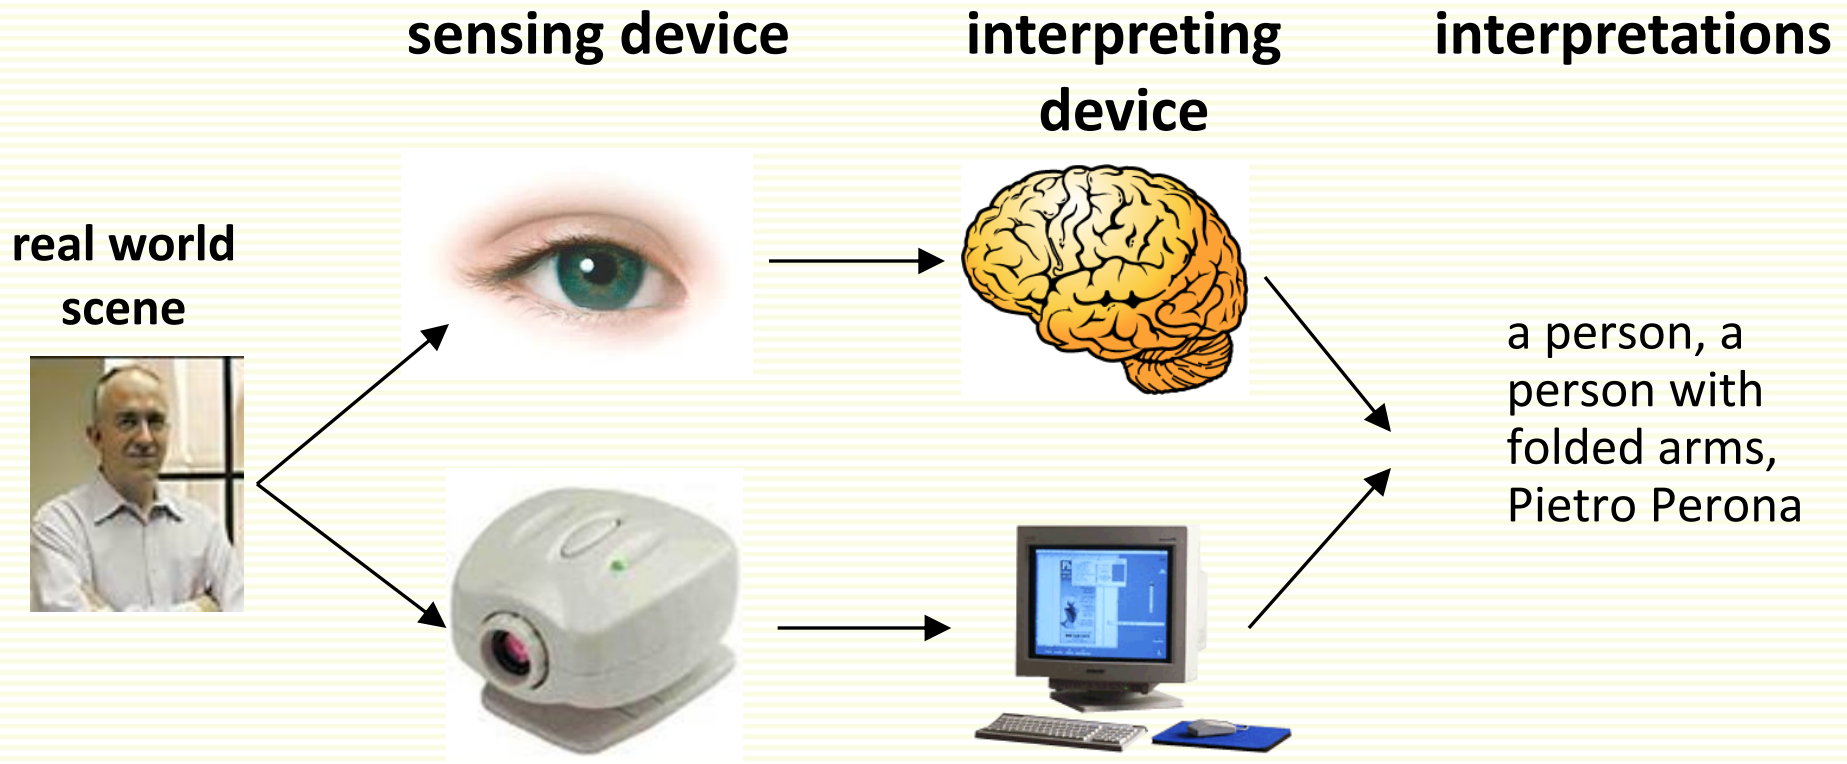 sensing device
interpreting
device
interpretations
real world
scene
a person, a
person with
folded arms,
Pietro Perona